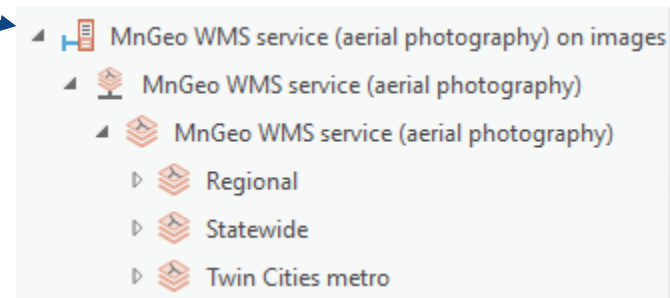 MnGeo WMS service (aerial photography) on images
MnGeo WMS service (aerial photography)
MnGeo WMS service (aerial photography)
Regional
Statewide
Twin Cities metro